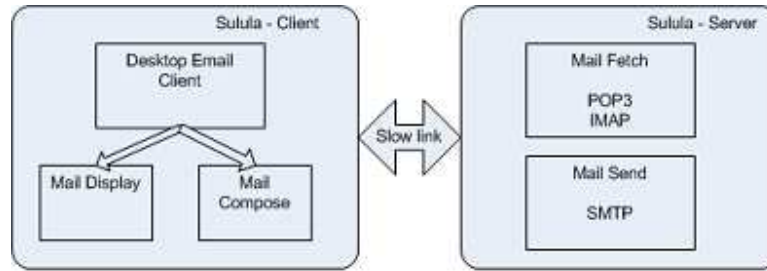 Sulula - Client
Desktop Email
Client
Mail Display
Mail
Compose
Slow link
Sulula - Server
Mail Fetch
POP3
IMAP
Mail Send
SMTP